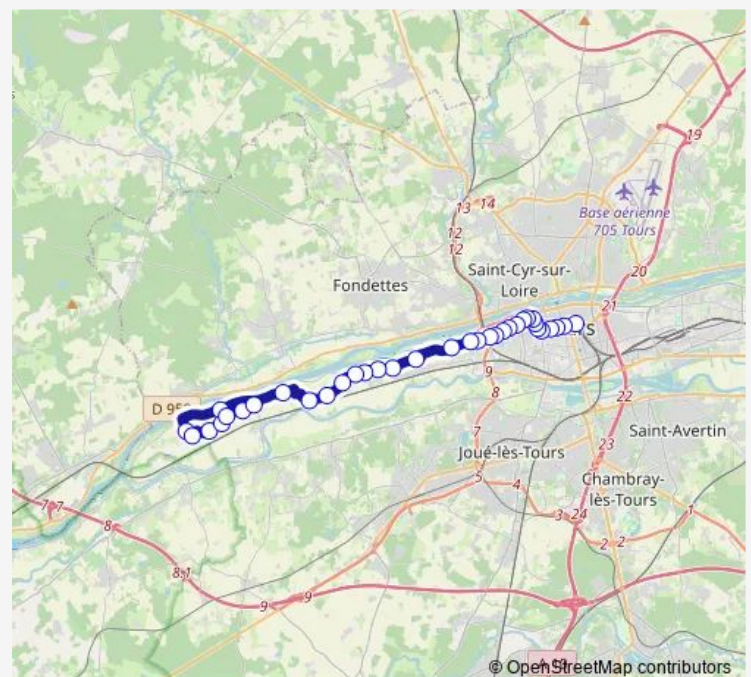 19
13 14
Base aérienne
705 Tours
12
12
Saint-Cyr-sur-
Loire
20
Fondettes
21
S
9
D 95
8
22
7
Saint-Avertin
Joué-lès-Tours
23
5
4
Chambray-
lès-Tours
7 7
3
24
1
8
2 2
8.1
9
9
A 10
© OpenStreetMap contributors